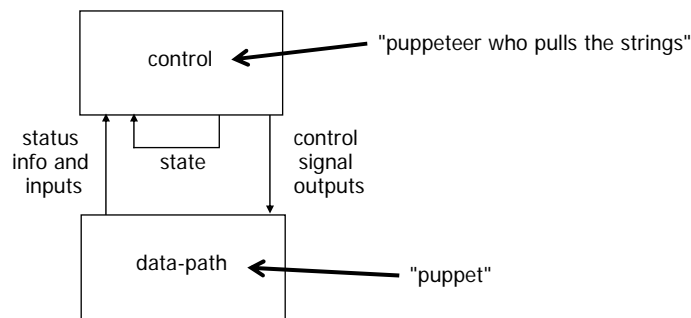 control
"puppeteer who pulls the strings"
status
info and
inputs
state
control
signal
outputs
data-path
"puppet"